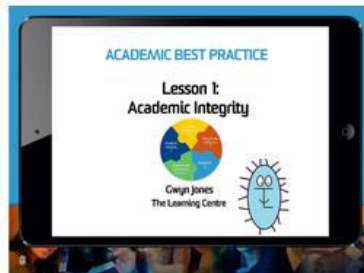 ACADEMIC BEST PRACTICE
Lesson 1:
Academic Integrity
Gwyn Jones
The Learning Centre